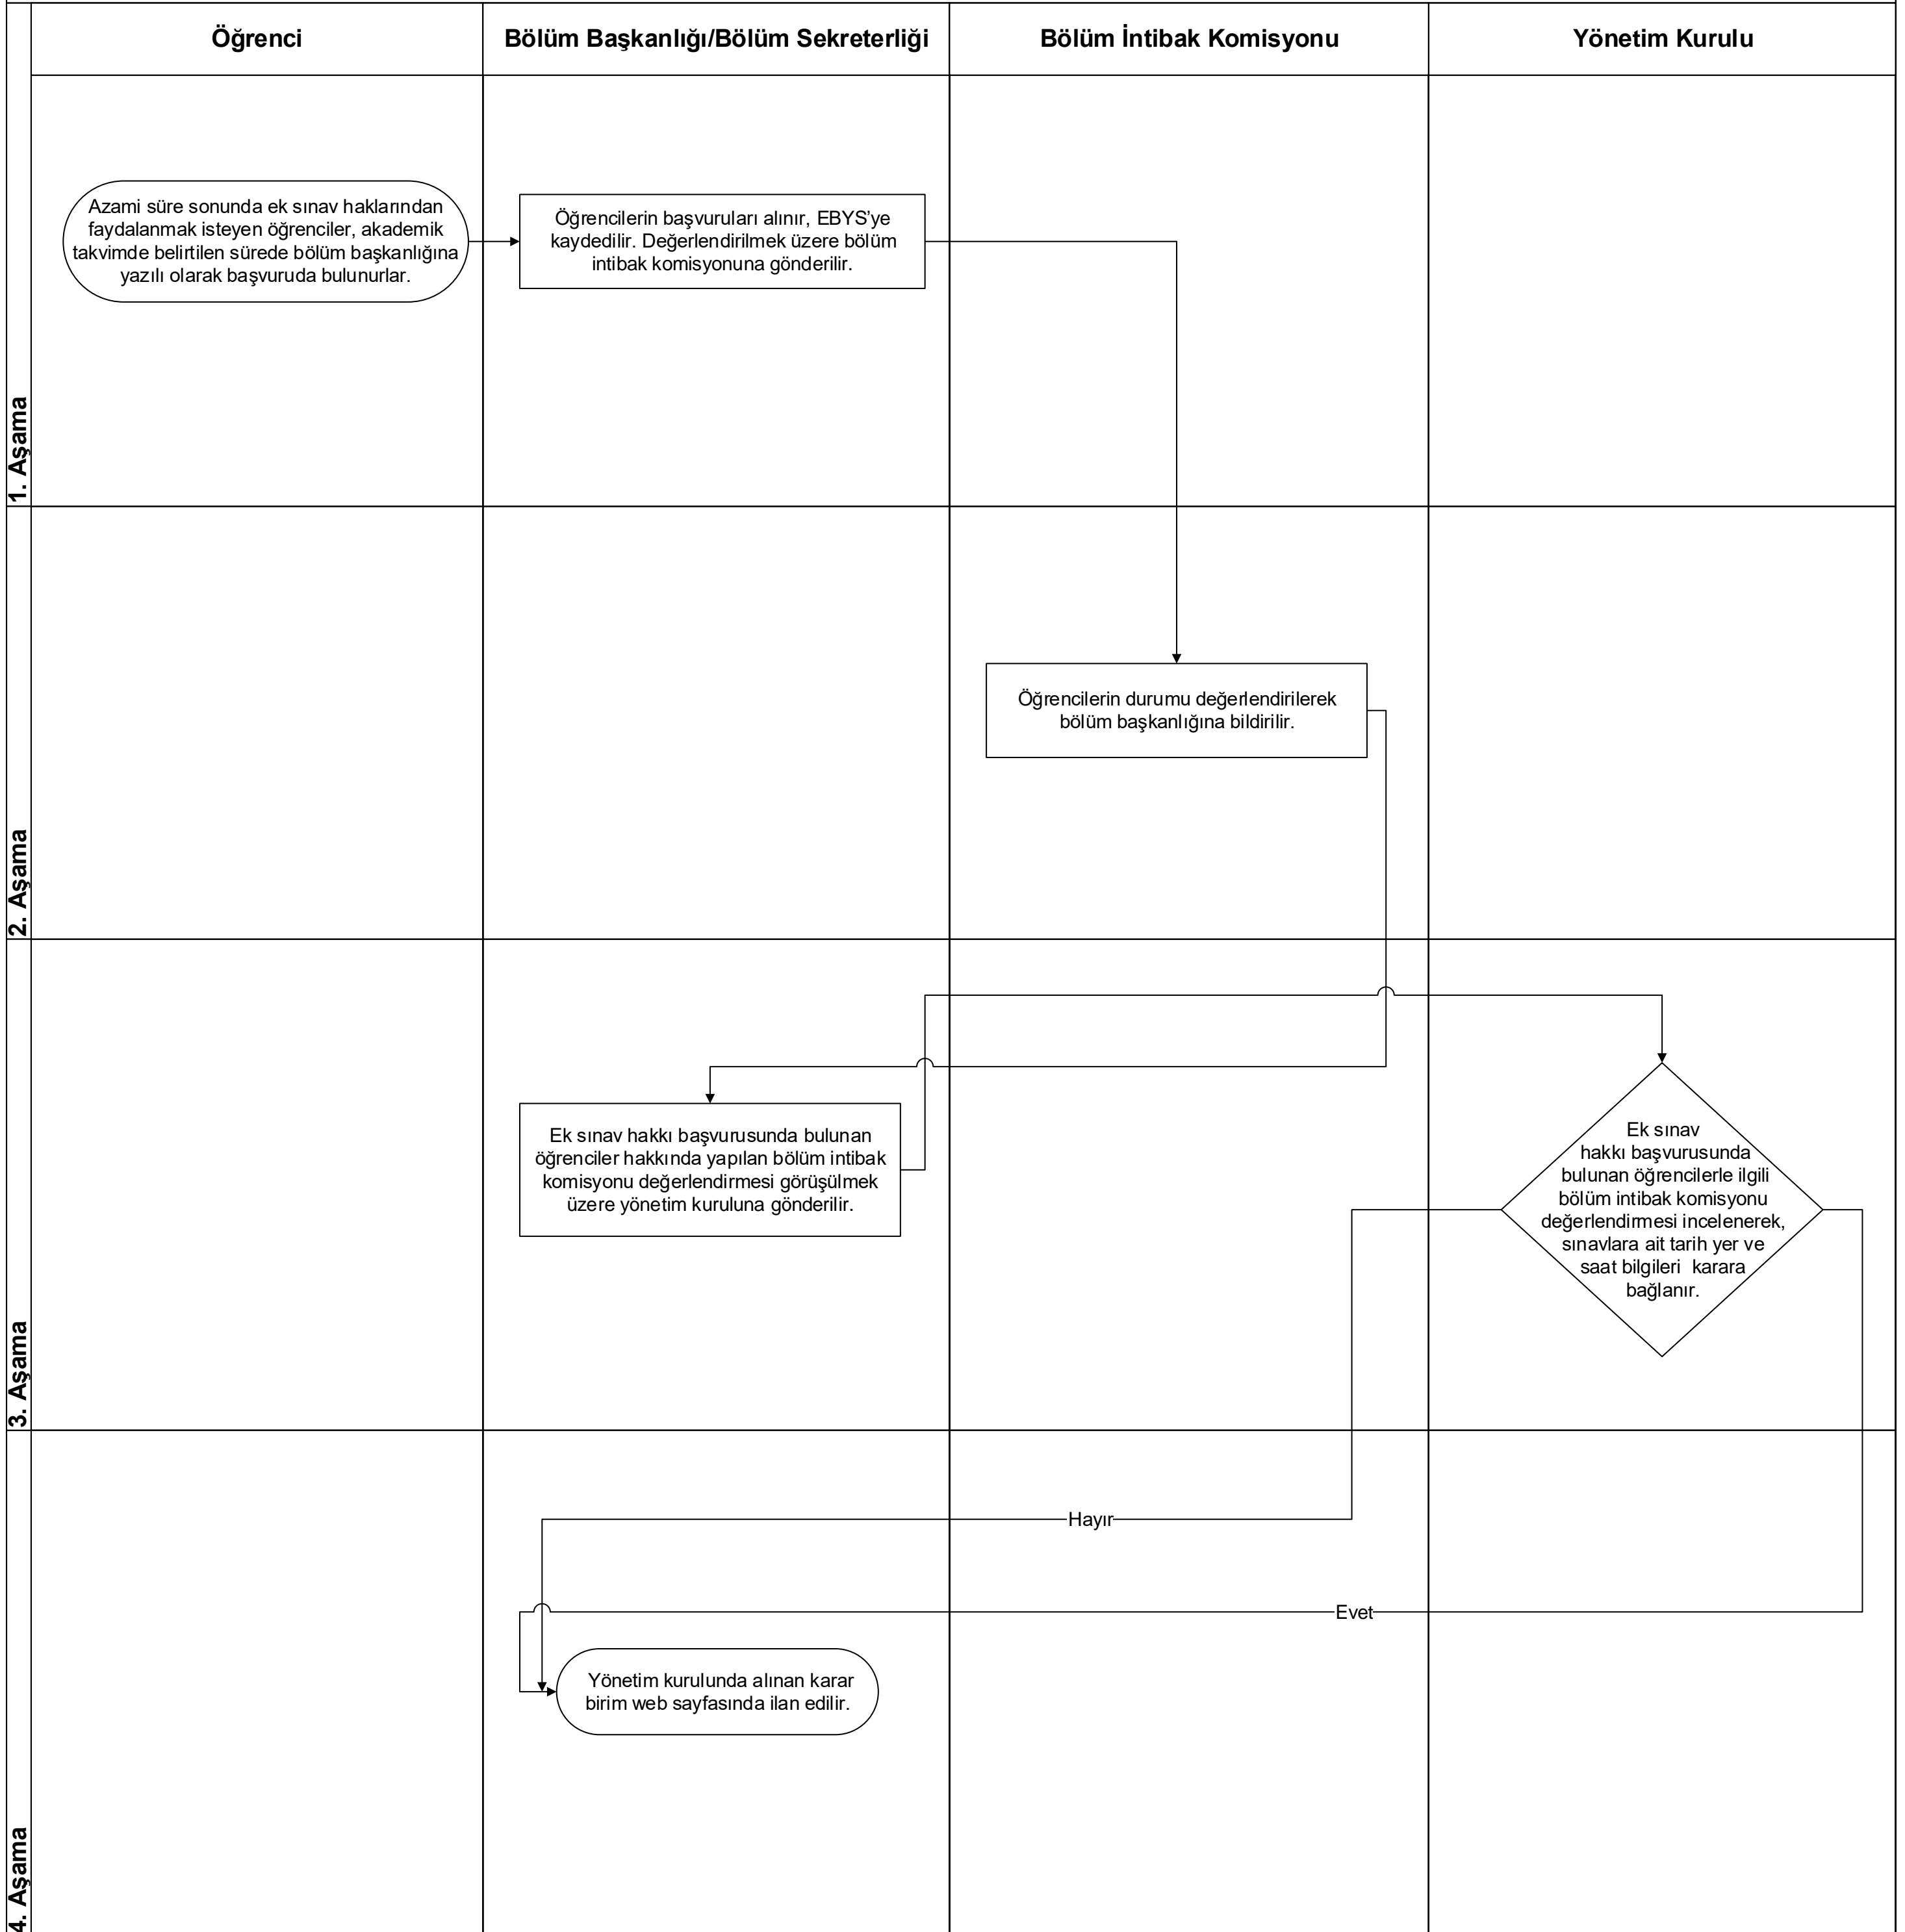 Öğrenci
Bölüm Başkanlığı/Bölüm Sekreterliği
Bölüm İntibak Komisyonu
Yönetim Kurulu
1. Aşama
Azami süre sonunda ek sınav haklarından
faydalanmak isteyen öğrenciler, akademik
takvimde belirtilen sürede bölüm başkanlığına
yazılı olarak başvuruda bulunurlar.
Öğrencilerin başvuruları alınır, EBYS'ye
kaydedilir. Değerlendirilmek üzere bölüm
intibak komisyonuna gönderilir.
2. Aşama
Öğrencilerin durumu değerlendirilerek
bölüm başkanlığına bildirilir.
3. Aşama
Ek sınav hakkı başvurusunda bulunan
öğrenciler hakkında yapılan bölüm intibak
komisyonu değerlendirmesi görüşülmek
üzere yönetim kuruluna gönderilir.
Ek sınav
hakkı başvurusunda
bulunan öğrencilerle ilgili
bölüm intibak komisyonu
değerlendirmesi incelenerek,
sınavlara ait tarih yer ve
saat bilgileri  karara
bağlanır.
4. Aşama
Hayır
Evet
Yönetim kurulunda alınan karar
birim web sayfasında ilan edilir.